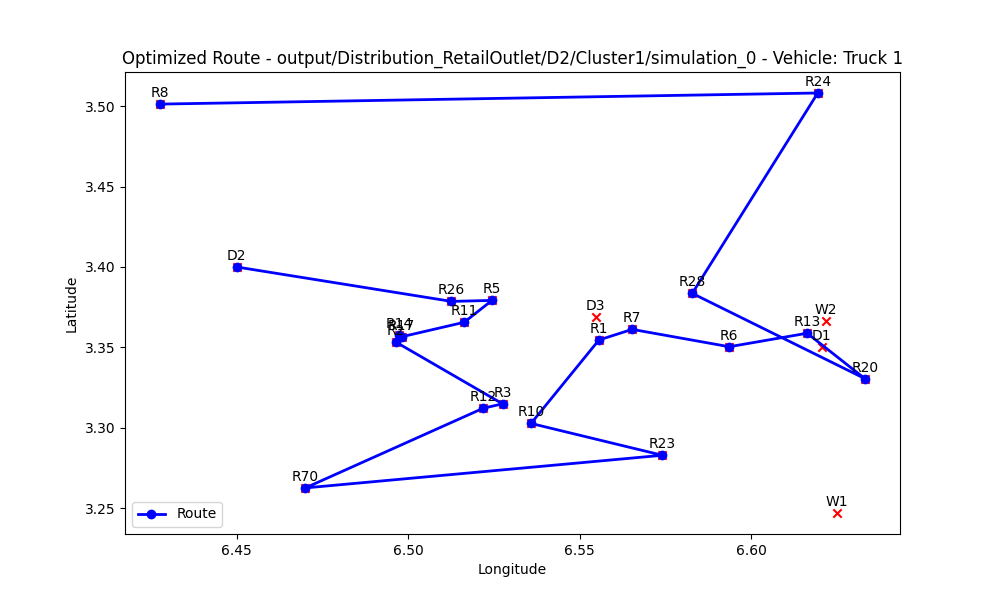 Optimized Route - output/Distribution_RetailOutlet/D2/Cluster1/simulation_0 - Vehicle: Truck 1
R8
R24
3.50
3.45
D2
3.40
R28
R26
R5
D3
R11
W2
R14
R17
R1
R7
R13
D1
R6
3.35
R20
R12
R3
R10
3.30
R23
R70
3.25
W1
Route
6.45
6.50
6.55
6.60
Longitude
Latitude